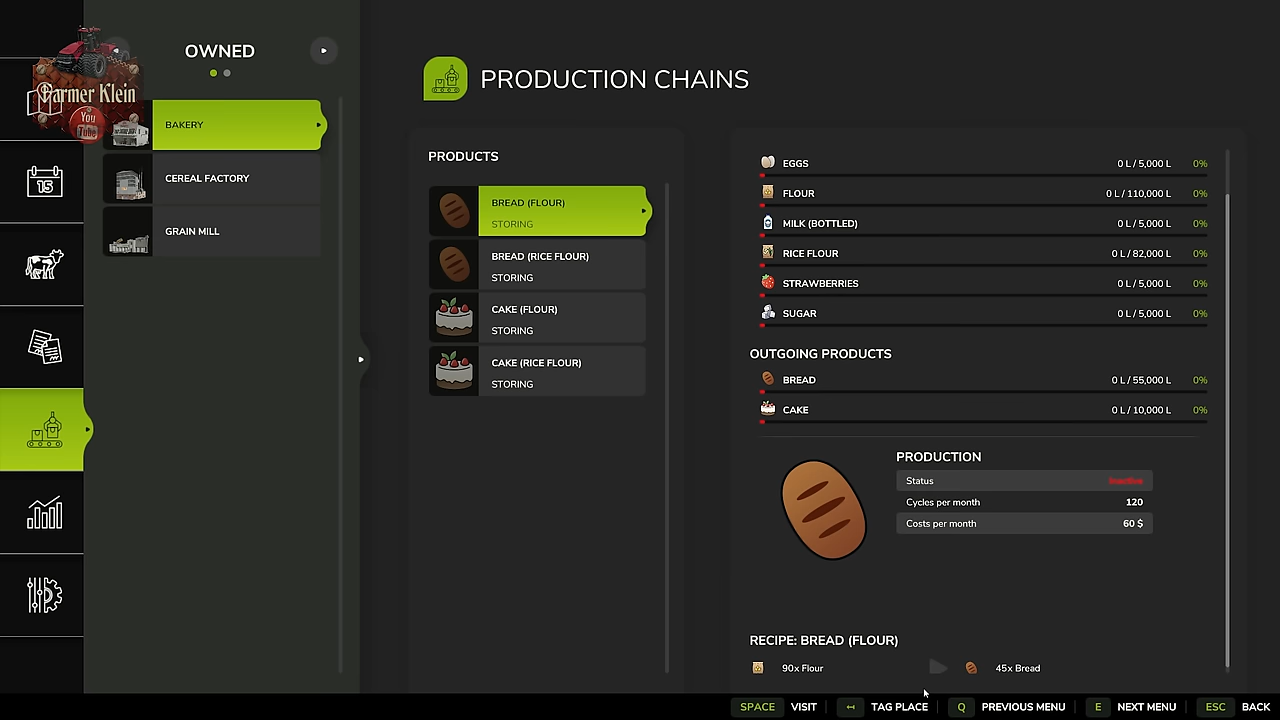 Farmer Klein
You
Tube
OWNED
BAKERY
CEREAL FACTORY
GRAIN MILL
15
PRODUCTION CHAINS
PRODUCTS
BREAD (FLOUR)
STORING
BREAD (RICE FLOUR)
STORING
CAKE (FLOUR)
STORING
CAKE (RICE FLOUR)
STORING
EGGS 0 L / 5,000 L 0%
FLOUR 0 L / 110,000 L 0%
MILK (BOTTLED) 0 L / 5,000 L 0%
RICE FLOUR 0 L / 82,000 L 0%
STRAWBERRIES 0 L / 5,000 L 0%
SUGAR 0 L / 5,000 L 0%
OUTGOING PRODUCTS
BREAD 0 L / 55,000 L 0%
CAKE 0 L / 10,000 L 0%
PRODUCTION
Status Inactive
Cycles per month 120
Costs per month 60 $
RECIPE: BREAD (FLOUR)
90x Flour 45x Bread
SPACE VISIT TAG PLACE Q PREVIOUS MENU E NEXT MENU ESC BACK